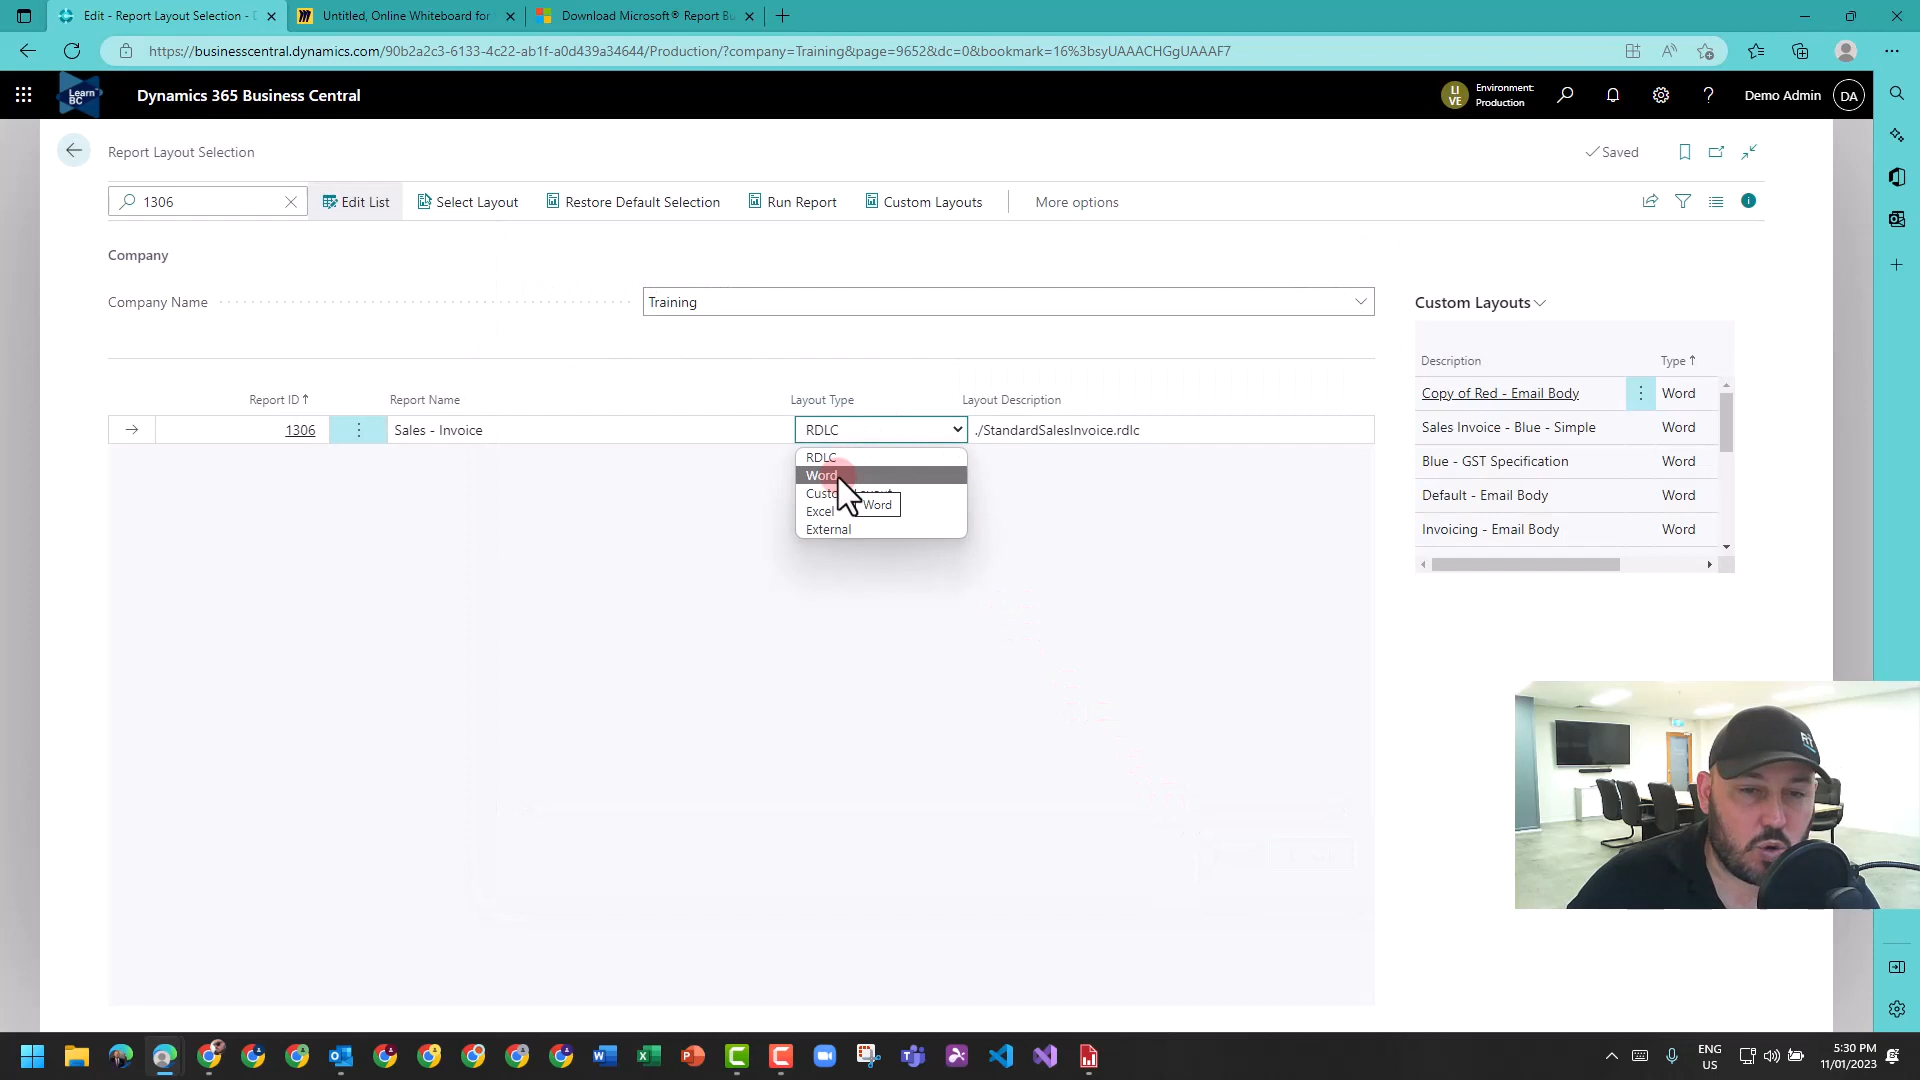 Edit - Report Layout Selection - D
Untitled, Online Whiteboard for
Download Microsoft® Report Bu
https://businesscentral.dynamics.com/90b2a2c3-6133-4c22-ab1f-a0d439a34644/Production/?company=Training&page=9652&dc=0&bookmark=16%3bsyUAAACHGgUAAAF7
Learn
BC
Dynamics 365 Business Central
LI
VE
Environment:
Production
Demo Admin
DA
Report Layout Selection
Saved
1306
Edit List
Select Layout
Restore Default Selection
Run Report
Custom Layouts
More options
Company
Company Name
Training
Custom Layouts
Description
Type
Report ID
Report Name
Layout Type
Layout Description
Copy of Red - Email Body
Word
1306
Sales - Invoice
RDLC
./StandardSalesInvoice.rdlc
Sales Invoice - Blue - Simple
Word
Blue - GST Specification
Word
Default - Email Body
Word
Invoicing - Email Body
Word
RDLC
Word
Word
Excel
External
ENG
US
5:30 PM
11/01/2023